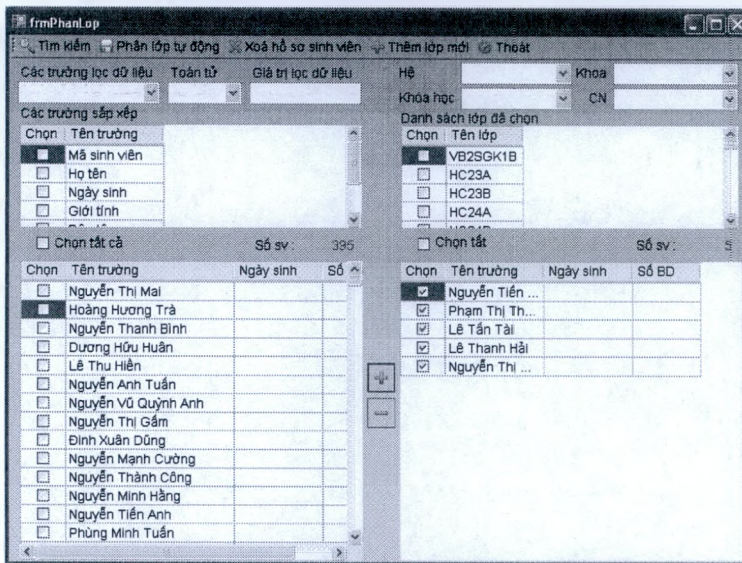 frmPhanLop
Tìm kiếm Phân lớp tự động Xoá hồ sơ sinh viên Thêm lớp mới Thoát
Các trường lọc dữ liệu Toán tử Giá trị lọc dữ liệu
Hệ Khoa
Khóa học CN
Các trường sắp xếp
Danh sách lớp đã chọn
Chọn Tên trường
Mã sinh viên
Họ tên
Ngày sinh
Giới tính
Chọn Tên lớp
VB2SGK1B
HC23A
HC23B
HC24A
Chọn tất cả Số sv : 395
Chọn tất Số sv : 5
Chọn Tên trường Ngày sinh Số
Nguyễn Thị Mai
Hoàng Hương Trà
Nguyễn Thanh Bình
Dương Hữu Huân
Lê Thu Hiền
Nguyễn Anh Tuấn
Nguyễn Vũ Quỳnh Anh
Nguyễn Thị Gấm
Đinh Xuân Dũng
Nguyễn Mạnh Cường
Nguyễn Thành Công
Nguyễn Minh Hằng
Nguyễn Tiến Anh
Phùng Minh Tuấn
Chọn Tên trường Ngày sinh Số BD
Nguyễn Tiến ...
Phạm Thị Th...
Lê Tấn Tài
Lê Thanh Hải
Nguyễn Thị ...